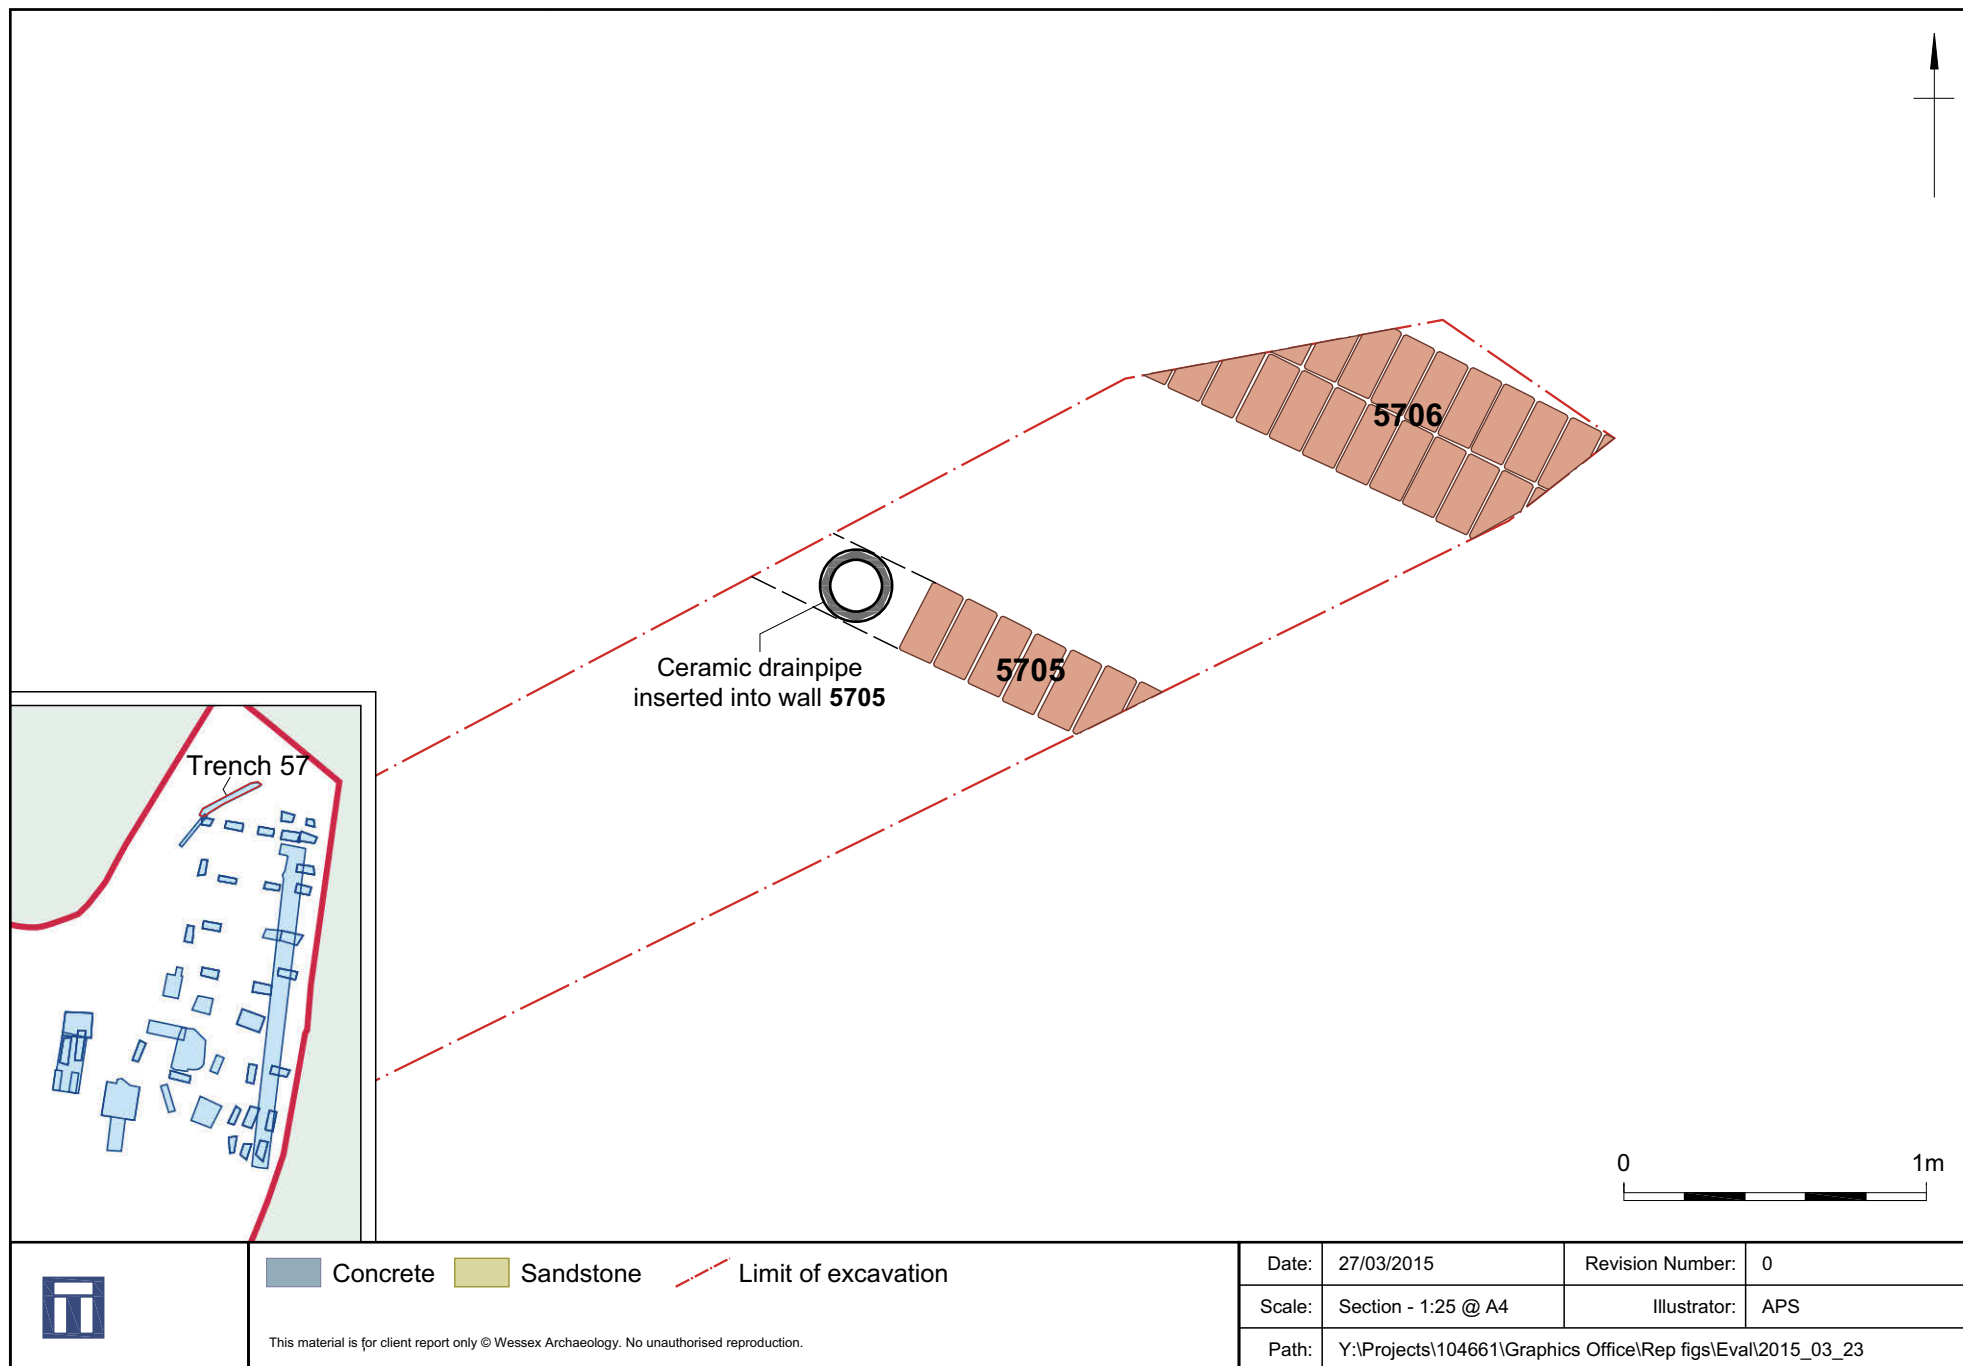 5706
5705
Ceramic drainpipe
inserted into wall 5705
Trench 57
0 1m
Concrete Sandstone Limit of excavation
This material is for client report only © Wessex Archaeology. No unauthorised reproduction.
Date: 27/03/2015 Revision Number: 0
Scale: Section - 1:25 @ A4 Illustrator: APS
Path: Y:\Projects\104661\Graphics Office\Rep figs\Eval\2015_03_23